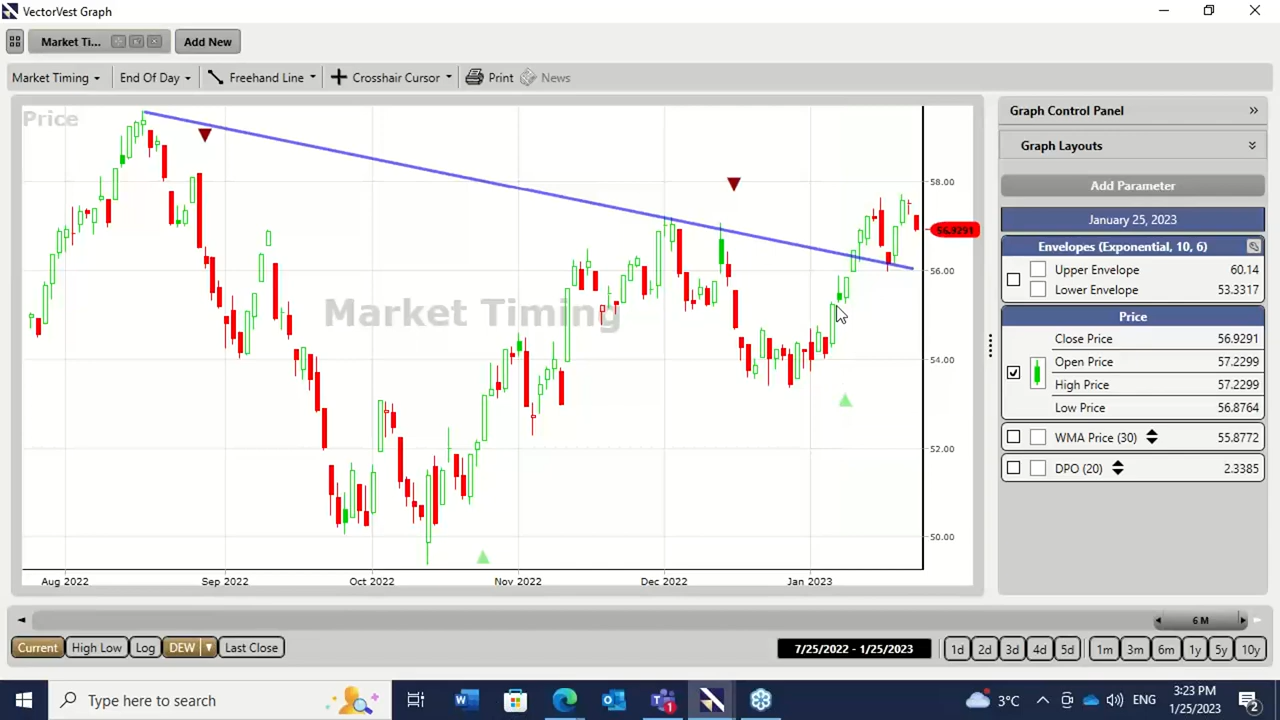 VectorVest Graph
Market Ti...
Add New
Market Timing
End Of Day
Freehand Line
Crosshair Cursor
Print
News
Price
Market Timing
58.00
56.9291
56.00
54.00
52.00
50.00
Aug 2022
Sep 2022
Oct 2022
Nov 2022
Dec 2022
Jan 2023
Graph Control Panel
Graph Layouts
Add Parameter
January 25, 2023
Envelopes (Exponential, 10, 6)
Upper Envelope 60.14
Lower Envelope 53.3317
Price
Close Price 56.9291
Open Price 57.2299
High Price 57.2299
Low Price 56.8764
WMA Price (30) 55.8772
DPO (20) 2.3385
6 M
Current
High Low
Log
DEW
Last Close
7/25/2022 - 1/25/2023
1d
2d
3d
4d
5d
1m
3m
6m
1y
5y
10y
Type here to search
3°C
ENG
3:23 PM
1/25/2023
2